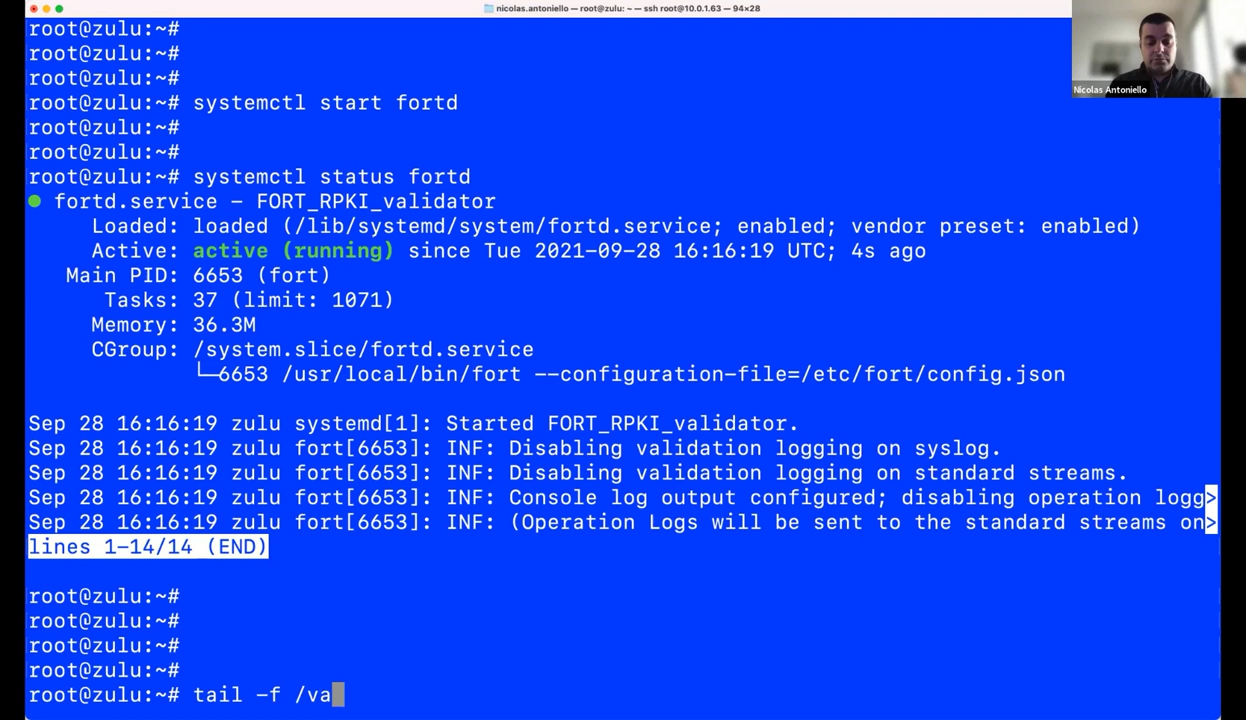 nicolas.antoniello — root@zulu: ~ — ssh root@10.0.1.63 — 94×28
root@zulu:~#
root@zulu:~#
root@zulu:~#
root@zulu:~# systemctl start fortd
root@zulu:~#
root@zulu:~#
root@zulu:~# systemctl status fortd
● fortd.service – FORT_RPKI_validator
Loaded: loaded (/lib/systemd/system/fortd.service; enabled; vendor preset: enabled)
Active: active (running) since Tue 2021-09-28 16:16:19 UTC; 4s ago
Main PID: 6653 (fort)
Tasks: 37 (limit: 1071)
Memory: 36.3M
CGroup: /system.slice/fortd.service
└─6653 /usr/local/bin/fort --configuration-file=/etc/fort/config.json
Sep 28 16:16:19 zulu systemd[1]: Started FORT_RPKI_validator.
Sep 28 16:16:19 zulu fort[6653]: INF: Disabling validation logging on syslog.
Sep 28 16:16:19 zulu fort[6653]: INF: Disabling validation logging on standard streams.
Sep 28 16:16:19 zulu fort[6653]: INF: Console log output configured; disabling operation logg>
Sep 28 16:16:19 zulu fort[6653]: INF: (Operation Logs will be sent to the standard streams on>
lines 1-14/14 (END)
root@zulu:~#
root@zulu:~#
root@zulu:~#
root@zulu:~#
root@zulu:~# tail -f /va
Nicolas Antoniello